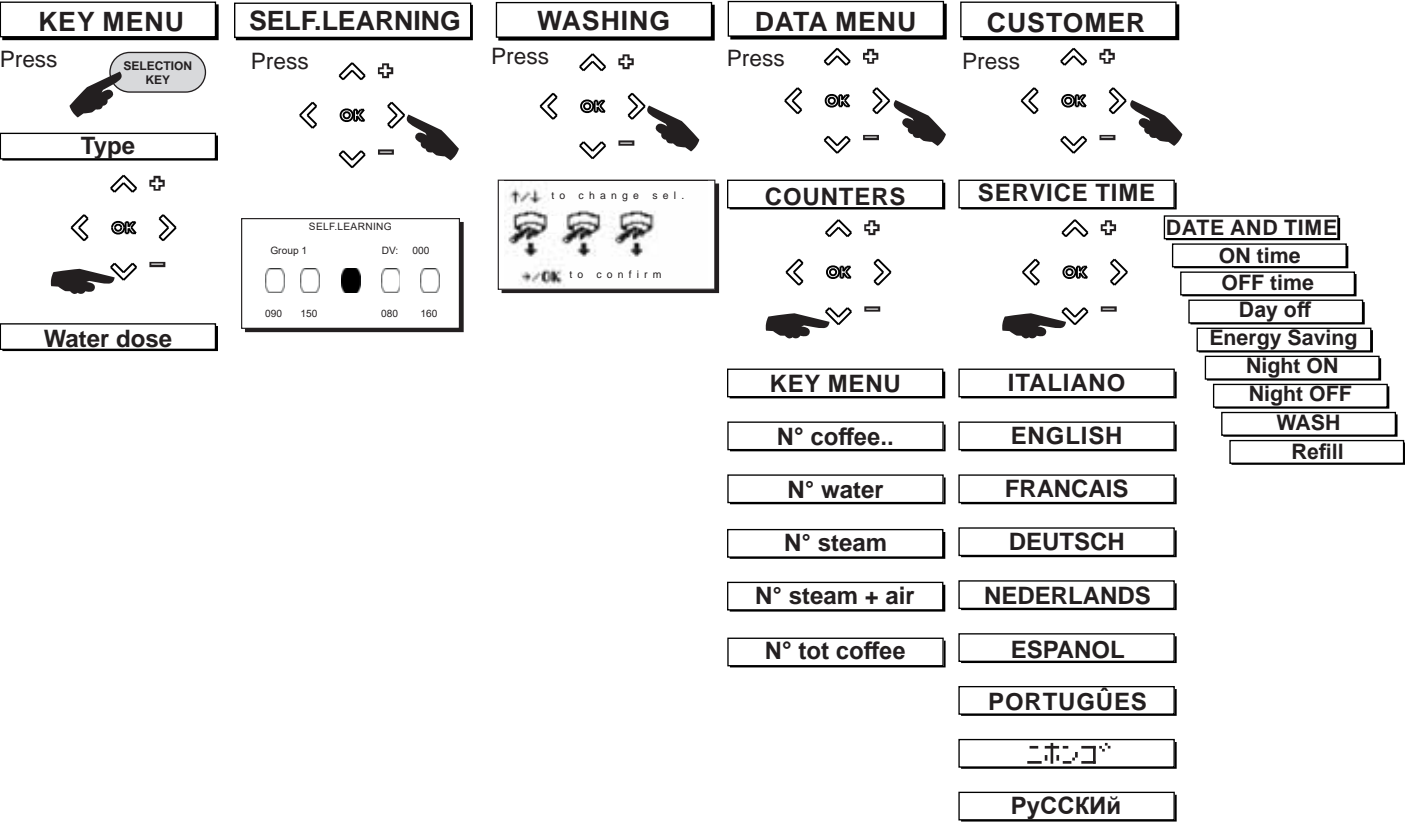 KEY MENU
Press
SELECTION
KEY
Type
OK
Water dose
SELF.LEARNING
Press
OK
SELF.LEARNING
Group 1 DV: 000
090 150 080 160
WASHING
Press
OK
↑/↓ to change sel.
→/OK to confirm
DATA MENU
Press
OK
COUNTERS
OK
KEY MENU
N° coffee..
N° water
N° steam
N° steam + air
N° tot coffee
CUSTOMER
Press
OK
SERVICE TIME
OK
ITALIANO
ENGLISH
FRANCAIS
DEUTSCH
NEDERLANDS
ESPANOL
PORTUGÛES
ニホンゴ
РуССКИй
DATE AND TIME
ON time
OFF time
Day off
Energy Saving
Night ON
Night OFF
WASH
Refill